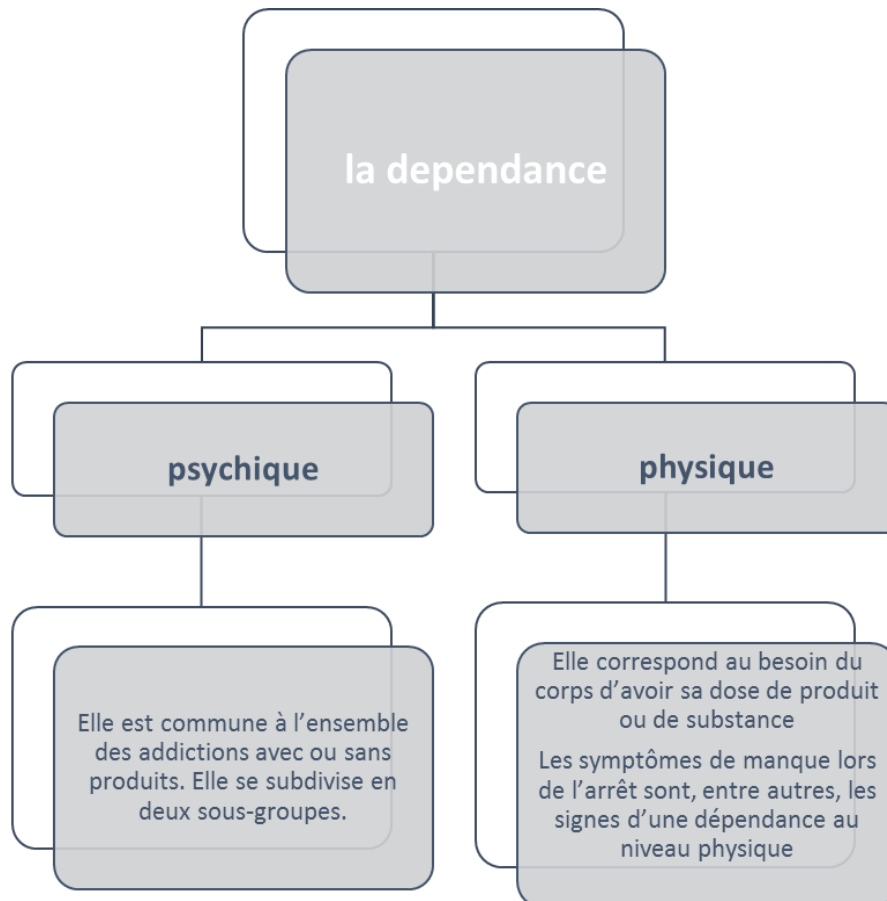 la dependance
psychique
physique
Elle est commune à l’ensemble
des addictions avec ou sans
produits. Elle se subdivise en
deux sous-groupes.
Elle correspond au besoin du
corps d’avoir sa dose de produit
ou de substance
Les symptômes de manque lors
de l’arrêt sont, entre autres, les
signes d’une dépendance au
niveau physique